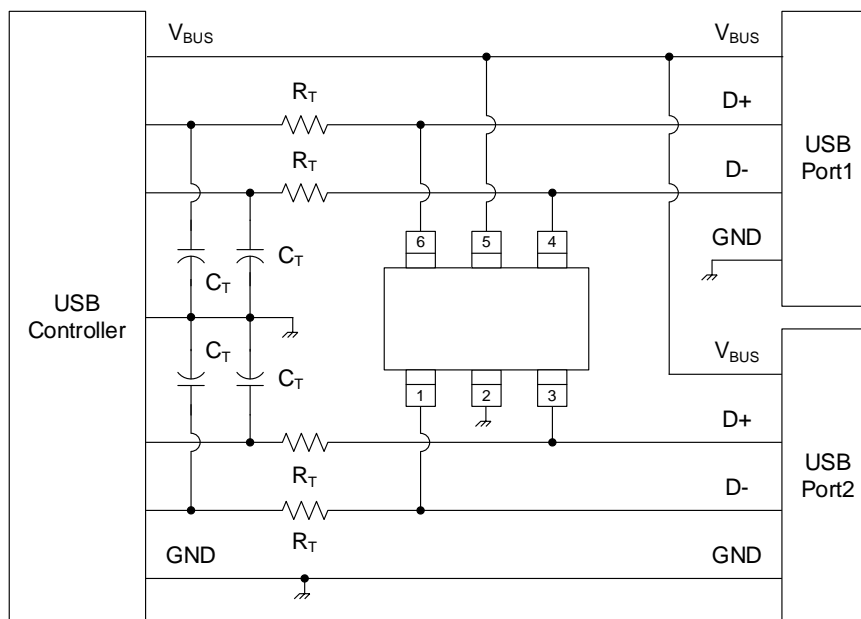 VBUS
VBUS
RT
D+
RT
D-
USB
Port1
6
5
4
GND
CT
CT
USB
Controller
CT
VBUS
CT
1
2
3
D+
RT
USB
Port2
D-
RT
GND
GND